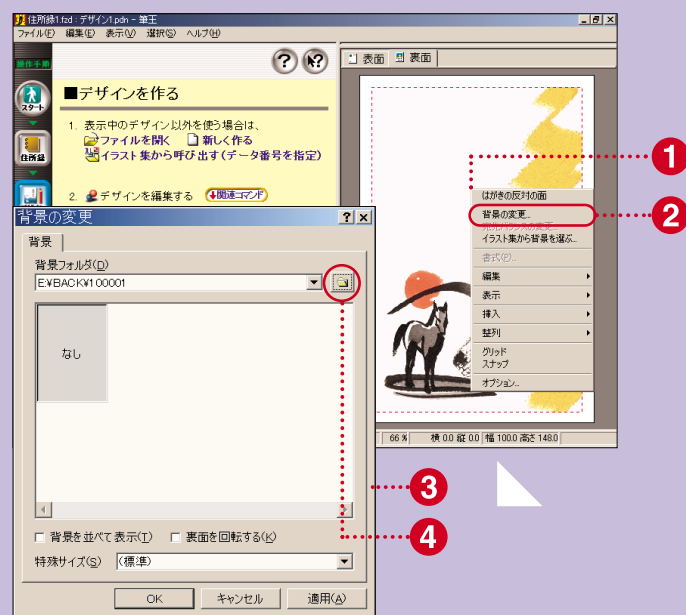 住所録1.fzd : デザイン1.pdn - 筆王
ファイル(F) 編集(E) 表示(V) 選択(S) ヘルプ(H)
操作手順
スタート
住所録
■デザインを作る
1. 表示中のデザイン以外を使う場合は、
ファイルを開く 新しく作る
イラスト集から呼び出す(データ番号を指定)
2. デザインを編集する 関連コマンド
表面 裏面
はがきの反対の面
背景の変更...
イラスト集から背景を選ぶ...
書式(P)...
編集
表示
挿入
整列
グリッド
スナップ
オプション...
66 % 横 0.0 縦 0.0 幅 100.0 高さ 148.0
背景の変更
背景
背景フォルダ(D)
E:¥BACK¥100001
なし
背景を並べて表示(T) 裏面を回転する(K)
特殊サイズ(S) (標準)
OK キャンセル 適用(A)
1
2
3
4